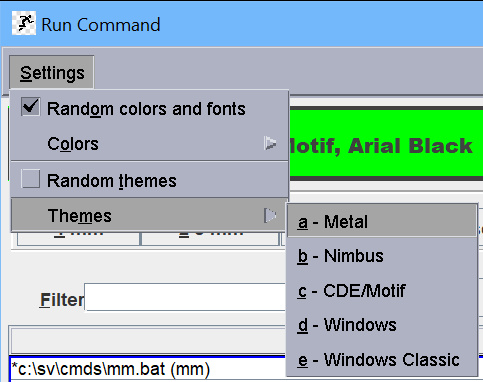 Run Command
Settings
Random colors and fonts
Colors
Motif, Arial Black
Random themes
Themes
a - Metal
b - Nimbus
c - CDE/Motif
d - Windows
e - Windows Classic
Filter
*c:\sv\cmds\mm.bat (mm)